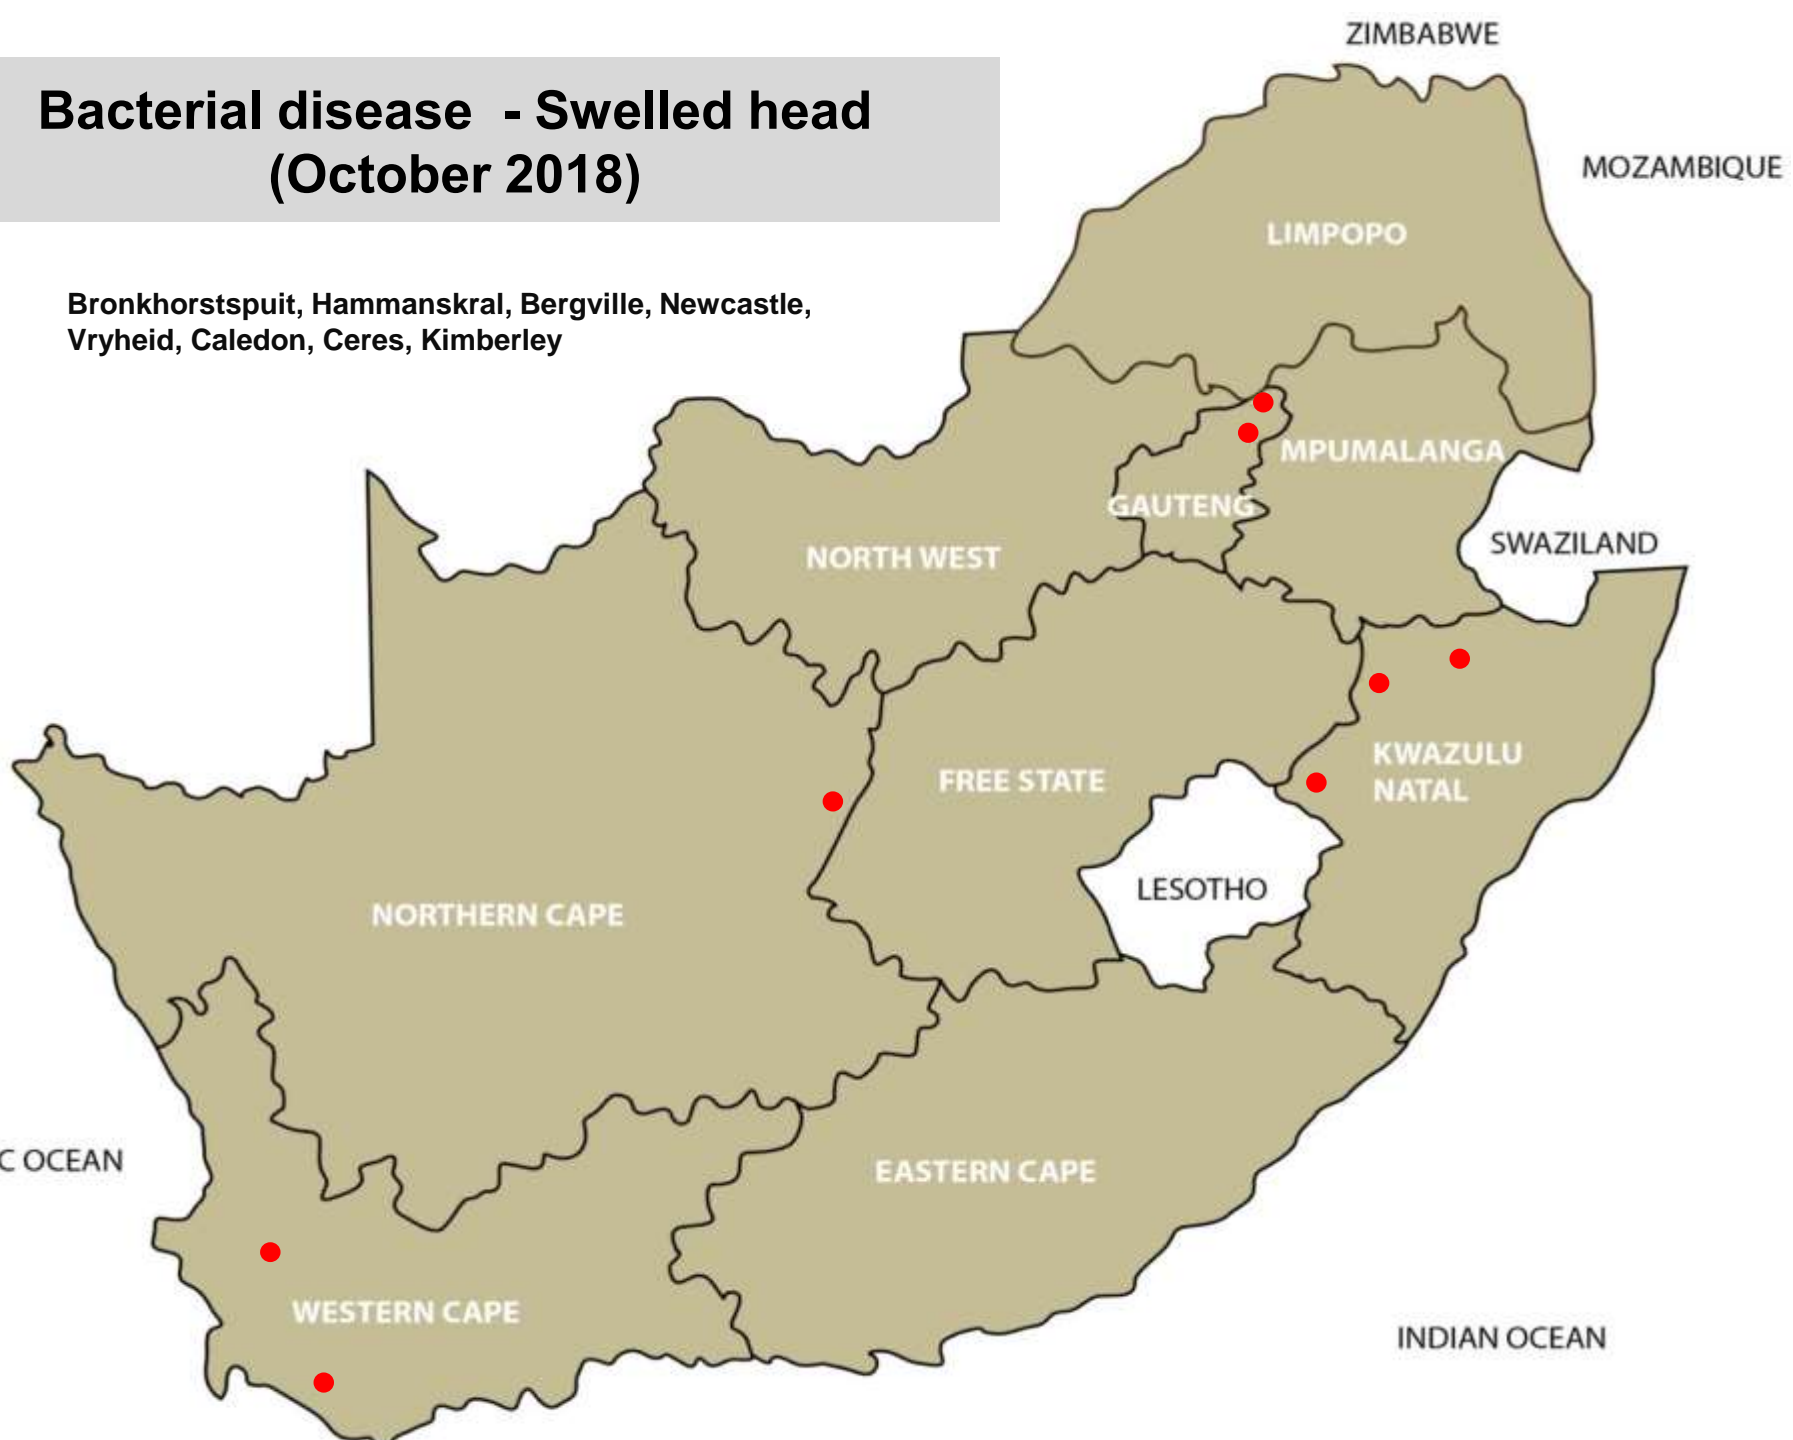 ZIMBABWE
Bacterial disease - Swelled head
(October 2018)
MOZAMBIQUE
LIMPOPO
Bronkhorstspuit, Hammanskral, Bergville, Newcastle,
Vryheid, Caledon, Ceres, Kimberley
MPUMALANGA
GAUTENG
SWAZILAND
NORTH WEST
KWAZULU
NATAL
FREE STATE
LESOTHO
NORTHERN CAPE
C OCEAN
EASTERN CAPE
WESTERN CAPE
INDIAN OCEAN